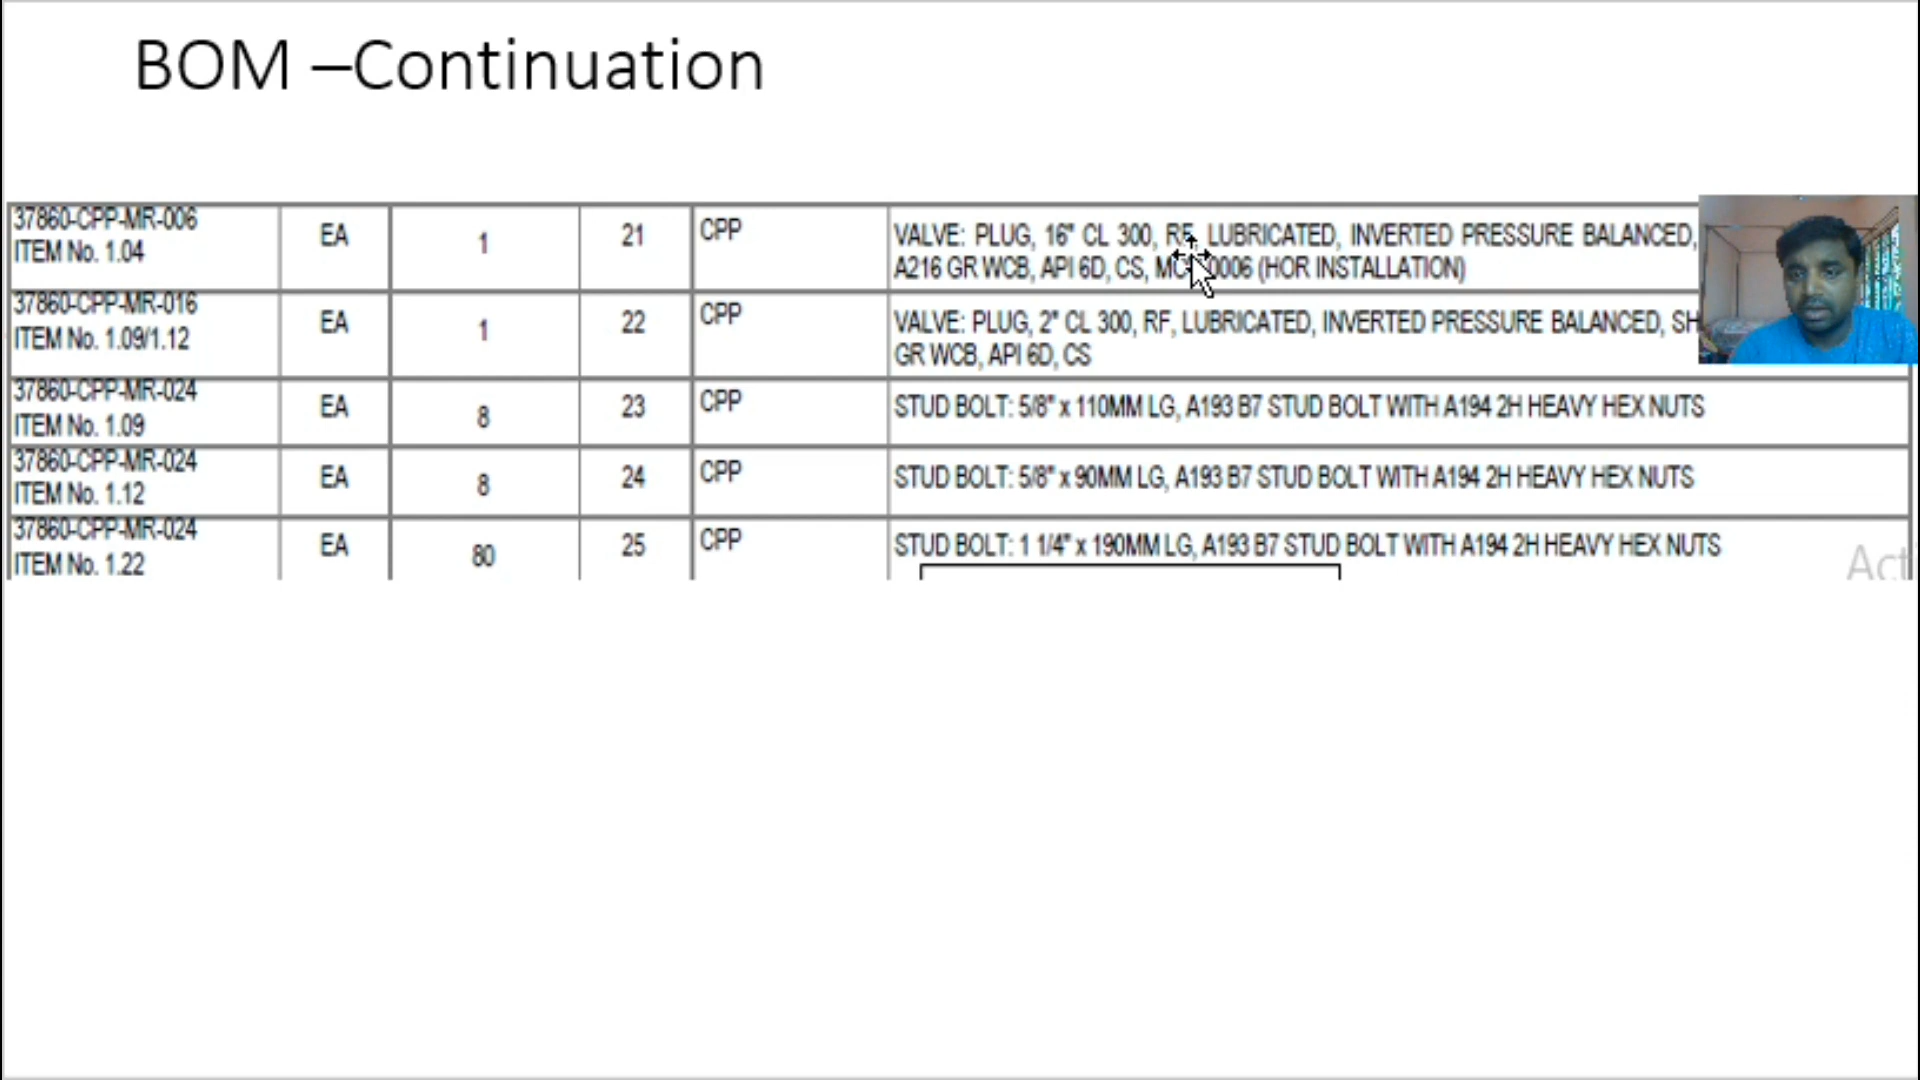 BOM –Continuation
37860-CPP-MR-006
ITEM No. 1.04
EA
1
21
CPP
VALVE: PLUG, 16" CL 300, RF, LUBRICATED, INVERTED PRESSURE BALANCED,
A216 GR WCB, API 6D, CS, 0006 (HOR INSTALLATION)
37860-CPP-MR-016
ITEM No. 1.09/1.12
EA
1
22
CPP
VALVE: PLUG, 2" CL 300, RF, LUBRICATED, INVERTED PRESSURE BALANCED, SH
GR WCB, API 6D, CS
37860-CPP-MR-024
ITEM No. 1.09
EA
8
23
CPP
STUD BOLT: 5/8" x 110MM LG, A193 B7 STUD BOLT WITH A194 2H HEAVY HEX NUTS
37860-CPP-MR-024
ITEM No. 1.12
EA
8
24
CPP
STUD BOLT: 5/8" x 90MM LG, A193 B7 STUD BOLT WITH A194 2H HEAVY HEX NUTS
37860-CPP-MR-024
ITEM No. 1.22
EA
80
25
CPP
STUD BOLT: 1 1/4" x 190MM LG, A193 B7 STUD BOLT WITH A194 2H HEAVY HEX NUTS
Acti